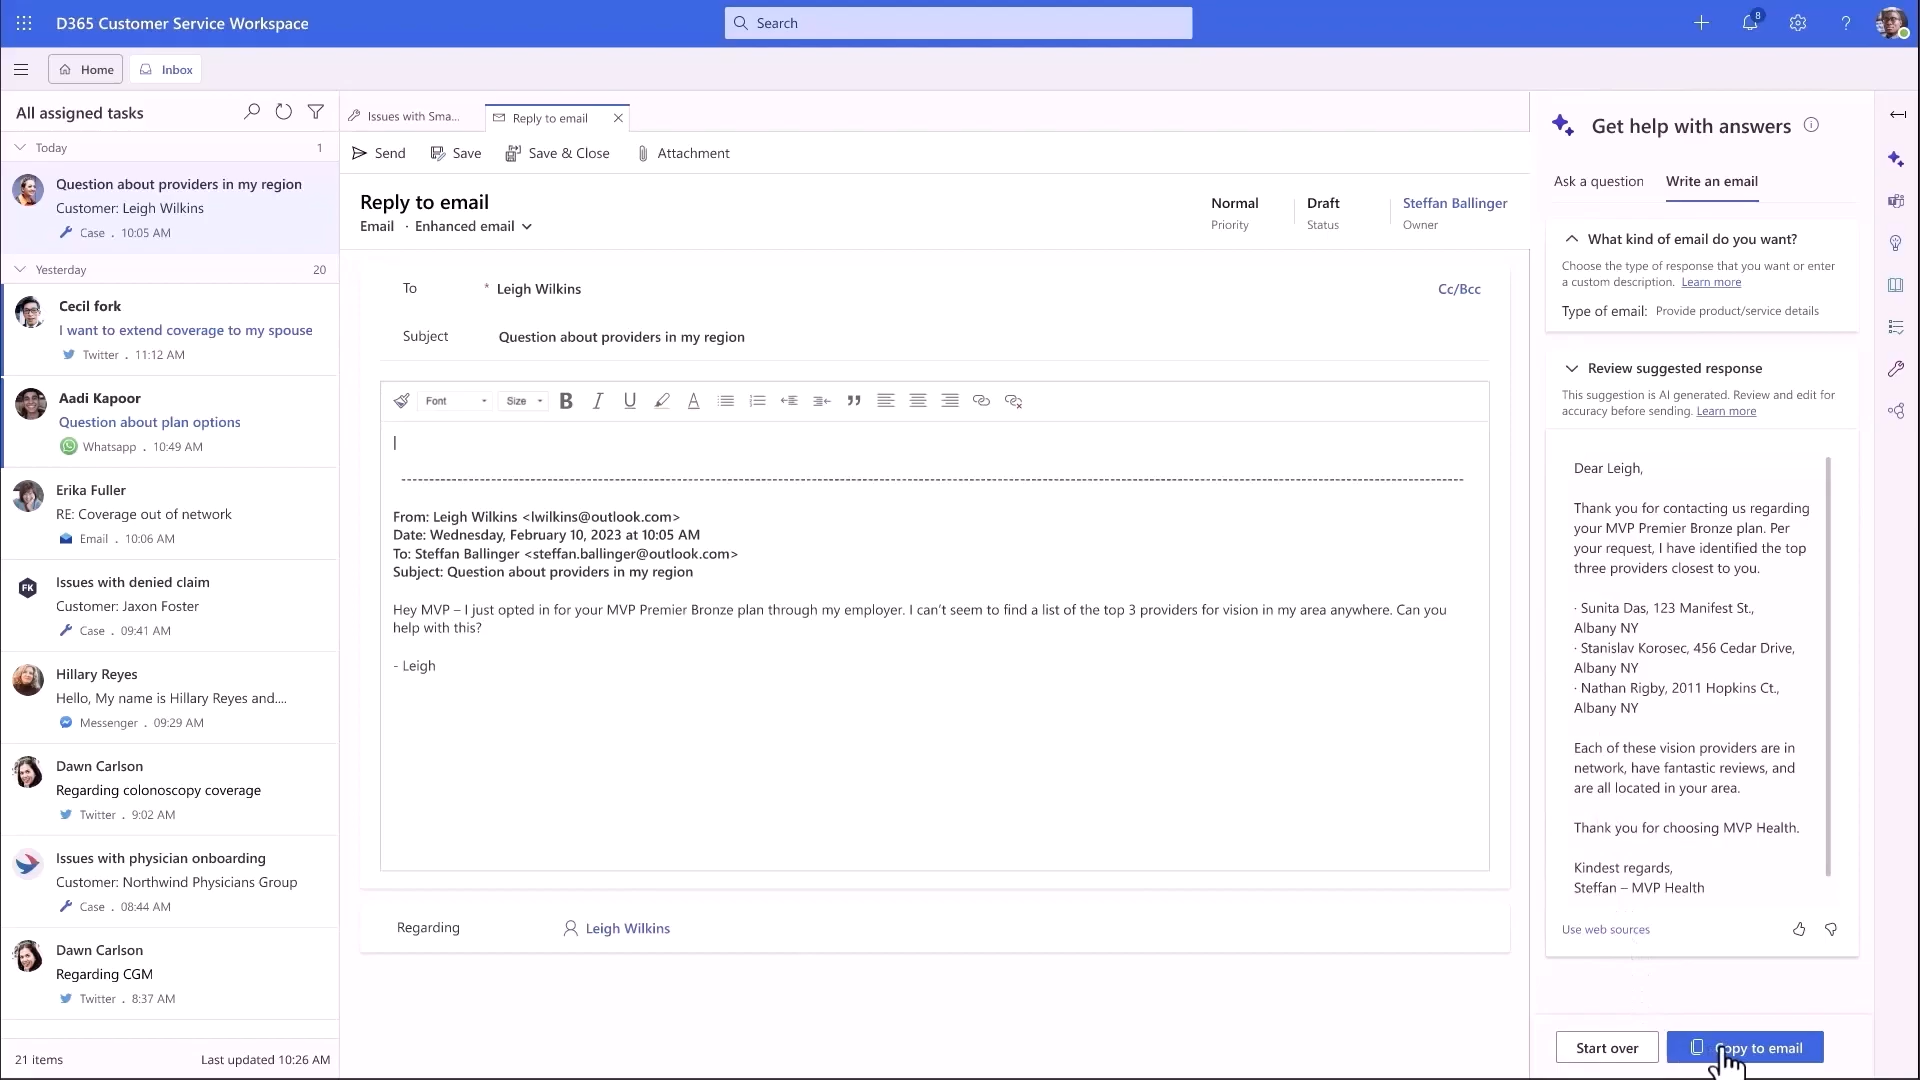 D365 Customer Service Workspace
Search
8
Home
Inbox
All assigned tasks
Today 1
Question about providers in my region
Customer: Leigh Wilkins
Case . 10:05 AM
Yesterday 20
Cecil fork
I want to extend coverage to my spouse
Twitter . 11:12 AM
Aadi Kapoor
Question about plan options
Whatsapp . 10:49 AM
Erika Fuller
RE: Coverage out of network
Email . 10:06 AM
FK
Issues with denied claim
Customer: Jaxon Foster
Case . 09:41 AM
Hillary Reyes
Hello, My name is Hillary Reyes and....
Messenger . 09:29 AM
Dawn Carlson
Regarding colonoscopy coverage
Twitter . 9:02 AM
Issues with physician onboarding
Customer: Northwind Physicians Group
Case . 08:44 AM
Dawn Carlson
Regarding CGM
Twitter . 8:37 AM
21 items Last updated 10:26 AM
Issues with Sma...
Reply to email
Send Save Save & Close Attachment
Reply to email
Email · Enhanced email
Normal
Priority
Draft
Status
Steffan Ballinger
Owner
To * Leigh Wilkins Cc/Bcc
Subject Question about providers in my region
Font Size B I U A
From: Leigh Wilkins <lwilkins@outlook.com>
Date: Wednesday, February 10, 2023 at 10:05 AM
To: Steffan Ballinger <steffan.ballinger@outlook.com>
Subject: Question about providers in my region
Hey MVP – I just opted in for your MVP Premier Bronze plan through my employer. I can't seem to find a list of the top 3 providers for vision in my area anywhere. Can you
help with this?
- Leigh
Regarding Leigh Wilkins
Get help with answers
Ask a question Write an email
What kind of email do you want?
Choose the type of response that you want or enter
a custom description. Learn more
Type of email: Provide product/service details
Review suggested response
This suggestion is AI generated. Review and edit for
accuracy before sending. Learn more
Dear Leigh,
Thank you for contacting us regarding
your MVP Premier Bronze plan. Per
your request, I have identified the top
three providers closest to you.
· Sunita Das, 123 Manifest St.,
Albany NY
· Stanislav Korosec, 456 Cedar Drive,
Albany NY
· Nathan Rigby, 2011 Hopkins Ct.,
Albany NY
Each of these vision providers are in
network, have fantastic reviews, and
are all located in your area.
Thank you for choosing MVP Health.
Kindest regards,
Steffan – MVP Health
Use web sources
Start over
Copy to email